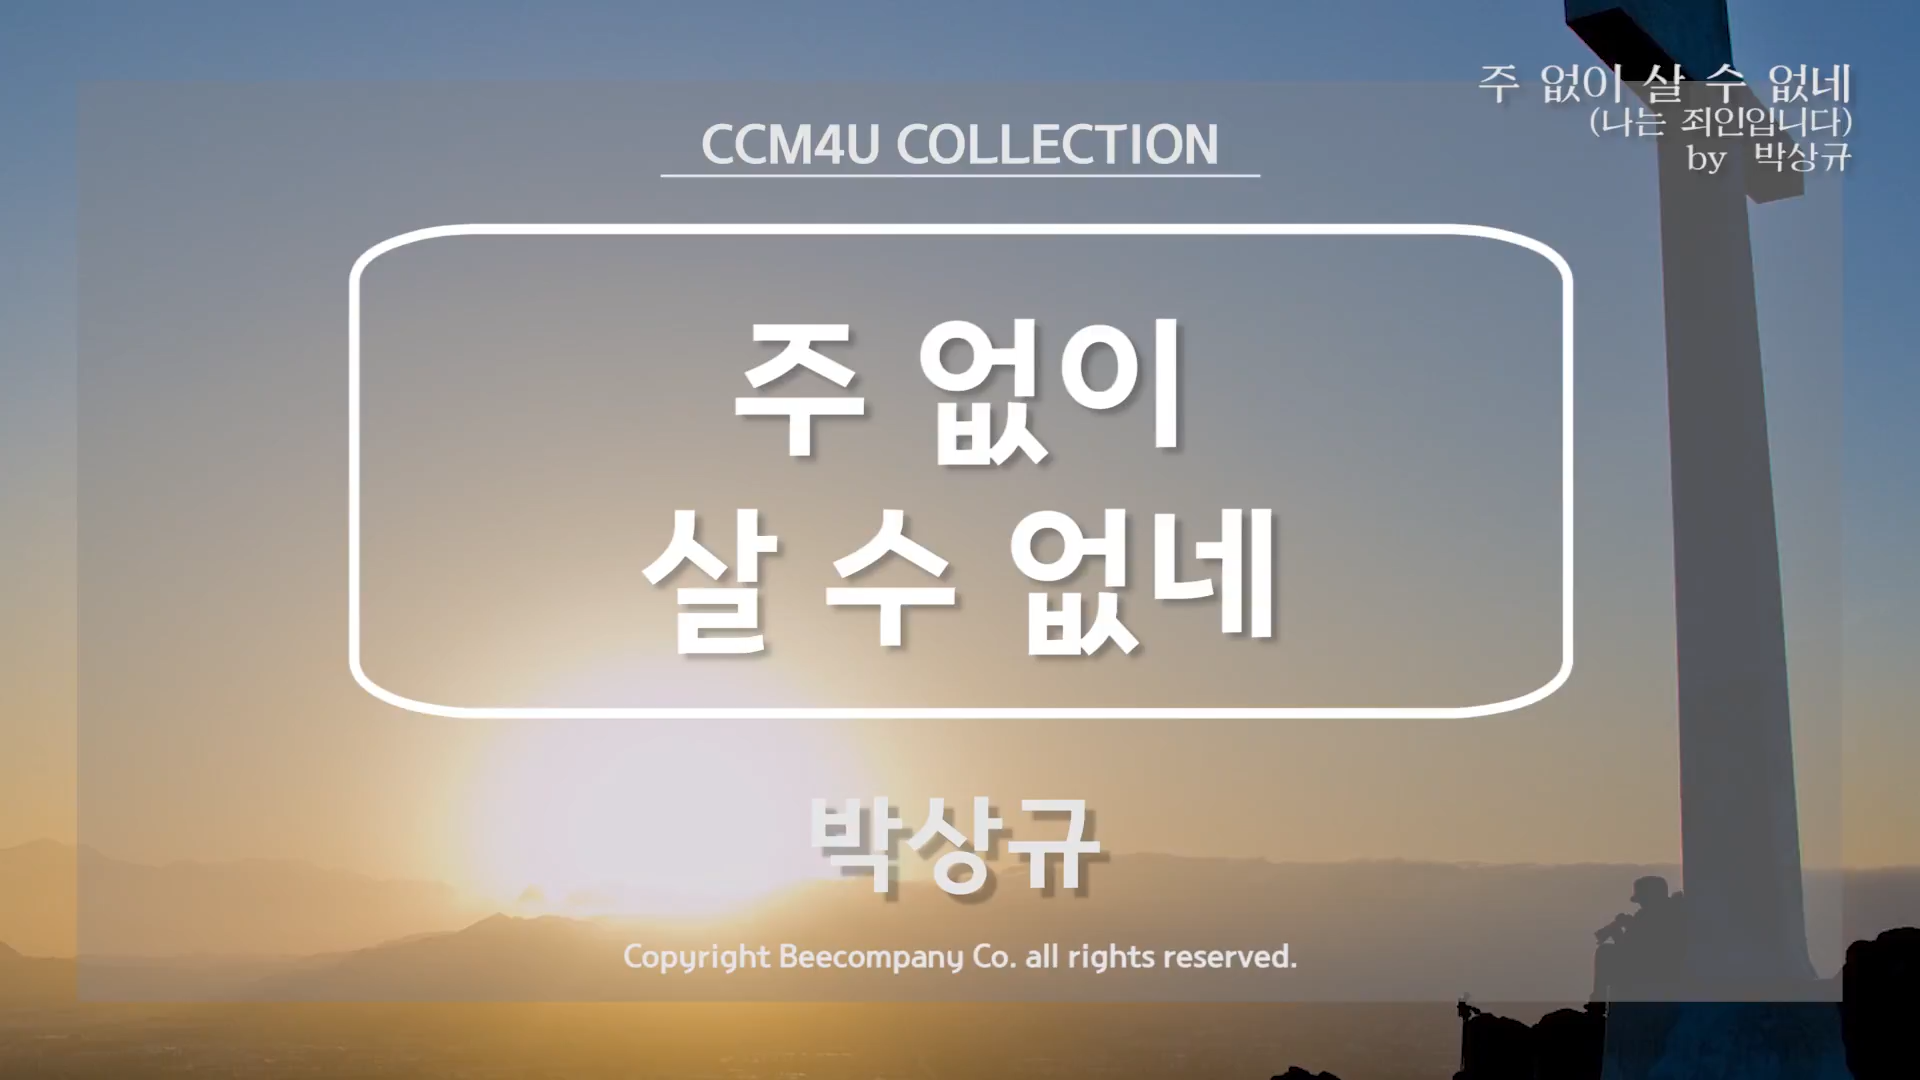 CCM4U COLLECTION
주 없이 살 수 없네
(나는 죄인입니다)
by 박상규
주 없이
살 수 없네
박상규
Copyright Beecompany Co. all rights reserved.